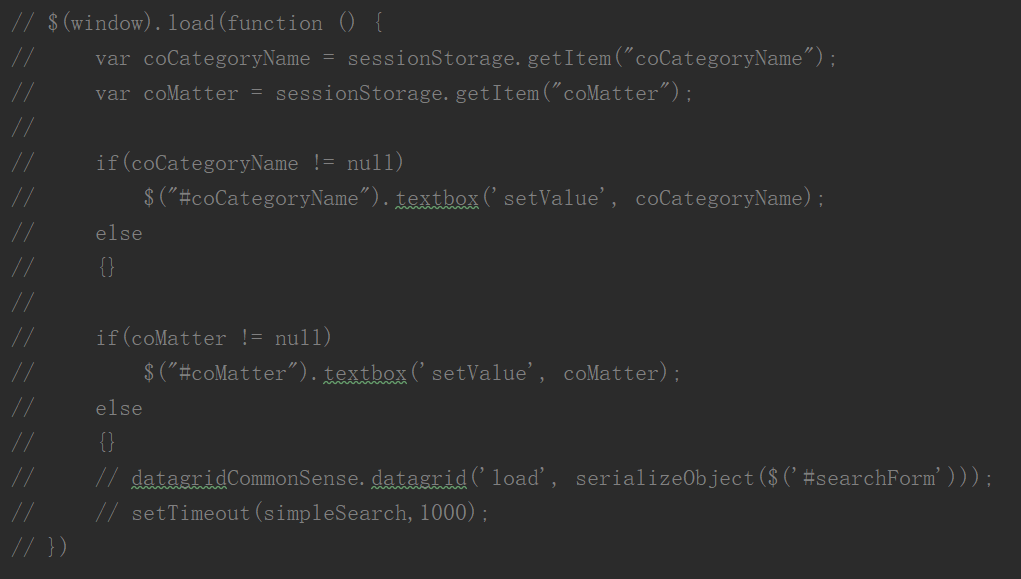 // $(window).load(function () {
//     var coCategoryName = sessionStorage.getItem("coCategoryName");
//     var coMatter = sessionStorage.getItem("coMatter");
//
//     if(coCategoryName != null)
//         $("#coCategoryName").textbox('setValue', coCategoryName);
//     else
//     {}
//
//     if(coMatter != null)
//         $("#coMatter").textbox('setValue', coMatter);
//     else
//     {}
//     // datagridCommonSense.datagrid('load', serializeObject($('#searchForm')));
//     // setTimeout(simpleSearch,1000);
// })